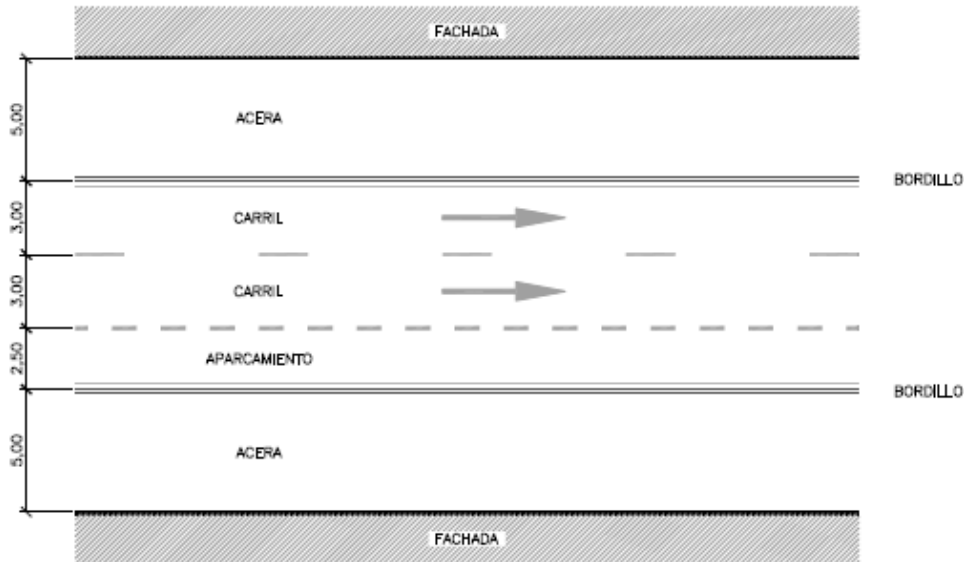 FACHADA
5,00
ACERA
BORDILLO
3,00
CARRIL
3,00
CARRIL
2,50
APARCAMIENTO
BORDILLO
5,00
ACERA
FACHADA